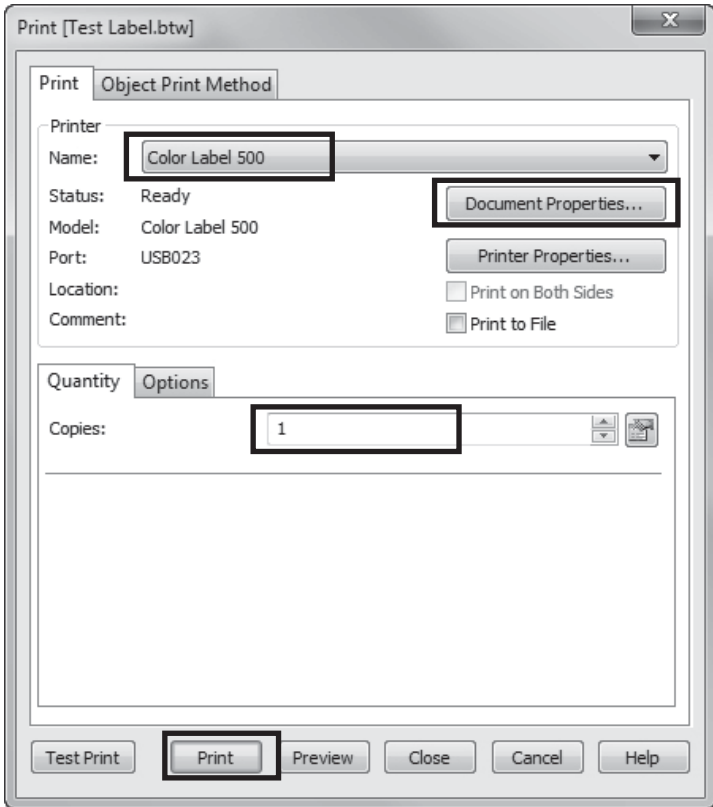 Print [Test Label.btw]
Print Object Print Method
Printer
Name: Color Label 500
Status: Ready
Document Properties...
Model: Color Label 500
Port: USB023
Printer Properties...
Location:
Print on Both Sides
Comment:
Print to File
Quantity Options
Copies: 1
Test Print Print Preview Close Cancel Help